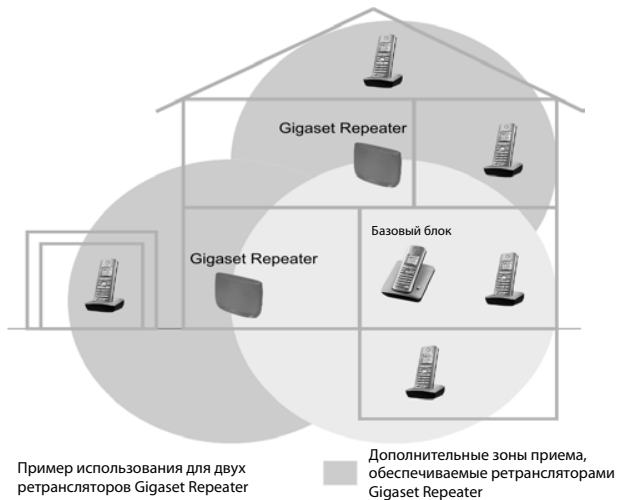 Gigaset Repeater
Базовый блок
Gigaset Repeater
Пример использования для двух
ретрансляторов Gigaset Repeater
Дополнительные зоны приема,
обеспечиваемые ретрансляторами
Gigaset Repeater